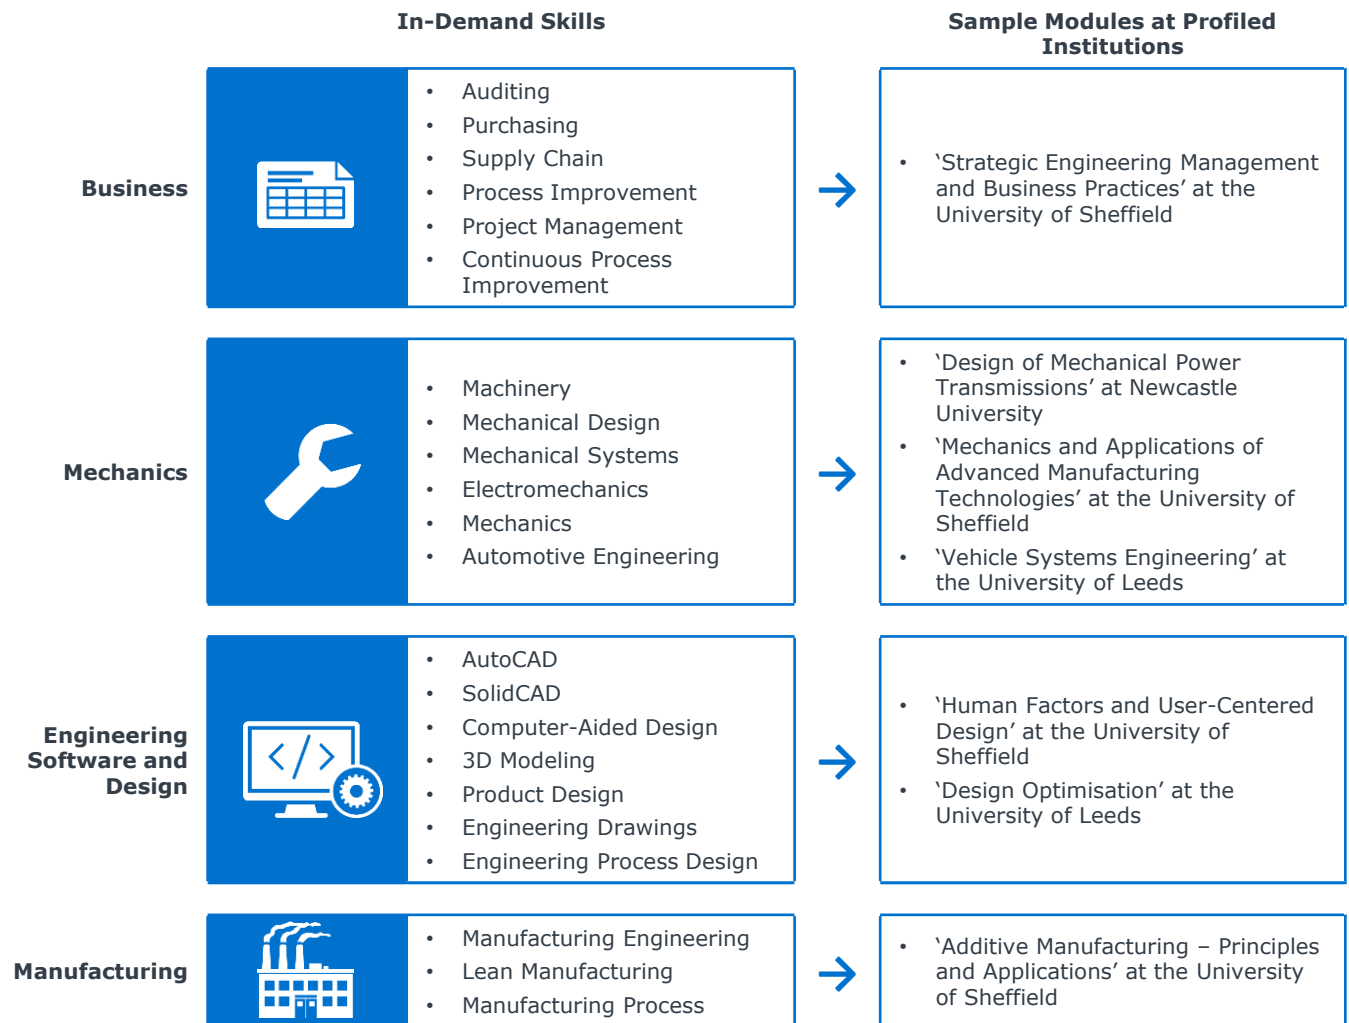 In-Demand Skills
Sample Modules at Profiled
Institutions
Business
• Auditing
• Purchasing
• Supply Chain
• Process Improvement
• Project Management
• Continuous Process
Improvement
• ‘Strategic Engineering Management
and Business Practices’ at the
University of Sheffield
Mechanics
• Machinery
• Mechanical Design
• Mechanical Systems
• Electromechanics
• Mechanics
• Automotive Engineering
• ‘Design of Mechanical Power
Transmissions’ at Newcastle
University
• ‘Mechanics and Applications of
Advanced Manufacturing
Technologies’ at the University of
Sheffield
• ‘Vehicle Systems Engineering’ at
the University of Leeds
Engineering
Software and
Design
</>
• AutoCAD
• SolidCAD
• Computer-Aided Design
• 3D Modeling
• Product Design
• Engineering Drawings
• Engineering Process Design
• ‘Human Factors and User-Centered
Design’ at the University of
Sheffield
• ‘Design Optimisation’ at the
University of Leeds
Manufacturing
• Manufacturing Engineering
• Lean Manufacturing
• Manufacturing Process
• ‘Additive Manufacturing – Principles
and Applications’ at the University
of Sheffield